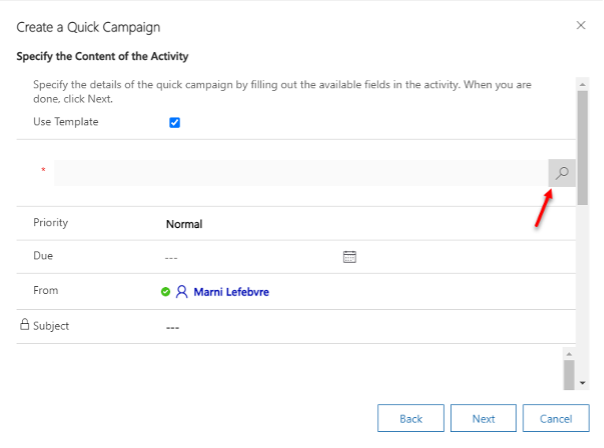 Create a Quick Campaign
Specify the Content of the Activity
Specify the details of the quick campaign by filling out the available fields in the activity. When you are
done, click Next.
Use Template
*
Priority Normal
Due ---
From Marni Lefebvre
Subject ---
Back Next Cancel